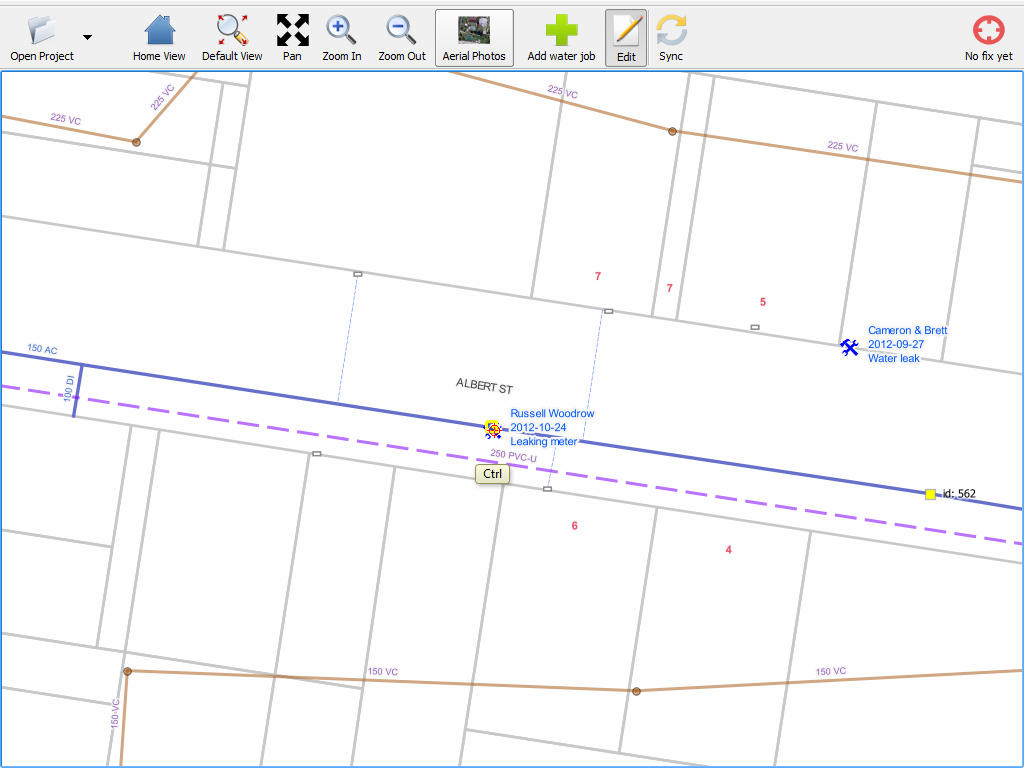 Open Project
Home View
Default View
Pan
Zoom In
Zoom Out
Aerial Photos
Add water job
Edit
Sync
No fix yet
225 VC
225 VC
225 VC
225 VC
7
7
5
Cameron & Brett
2012-09-27
Water leak
150 AC
100 DI
ALBERT ST
Russell Woodrow
2012-10-24
Leaking meter
250 PVC-U
Ctrl
id: 562
6
4
150 VC
150 VC
150 VC